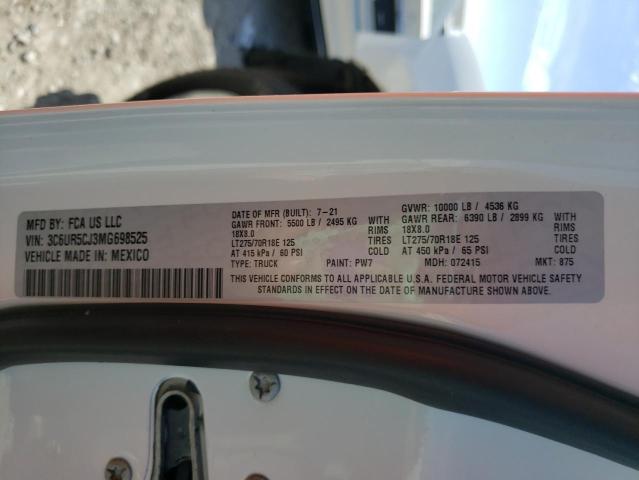 MFD BY: FCA US LLC
VIN: 3C6UR5CJ3MG698525
VEHICLE MADE IN: MEXICO
DATE OF MFR (BUILT): 7-21 GVWR: 10000 LB / 4536 KG
GAWR FRONT: 5500 LB / 2495 KG WITH GAWR REAR: 6390 LB / 2899 KG WITH
18X8.0 RIMS 18X8.0 RIMS
LT275/70R18E 125 TIRES LT275/70R18E 125 TIRES
AT 415 kPa / 60 PSI COLD AT 450 kPa / 65 PSI COLD
TYPE: TRUCK PAINT: PW7 MDH: 072415 MKT: 875
THIS VEHICLE CONFORMS TO ALL APPLICABLE U.S.A. FEDERAL MOTOR VEHICLE SAFETY
STANDARDS IN EFFECT ON THE DATE OF MANUFACTURE SHOWN ABOVE.